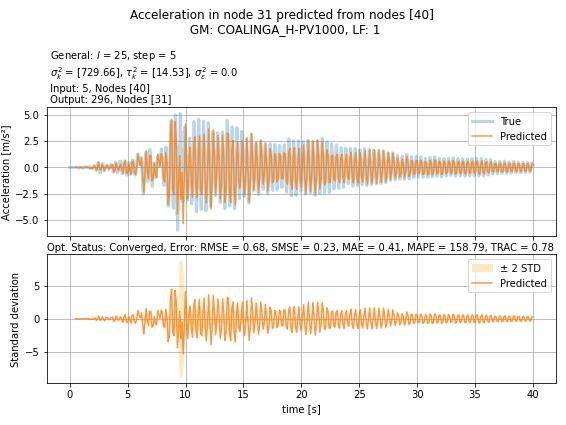 Acceleration in node 31 predicted from nodes [40]
GM: COALINGA_H-PV1000, LF: 1
General: l = 25, step = 5
σ²ₖ = [729.66], τ²ₖ = [14.53], σ²ₑ = 0.0
Input: 5, Nodes [40]
Output: 296, Nodes [31]
Acceleration [m/s²]
5.0
2.5
0.0
−2.5
−5.0
True
Predicted
Opt. Status: Converged, Error: RMSE = 0.68, SMSE = 0.23, MAE = 0.41, MAPE = 158.79, TRAC = 0.78
Standard deviation
5
0
−5
± 2 STD
Predicted
0 5 10 15 20 25 30 35 40
time [s]